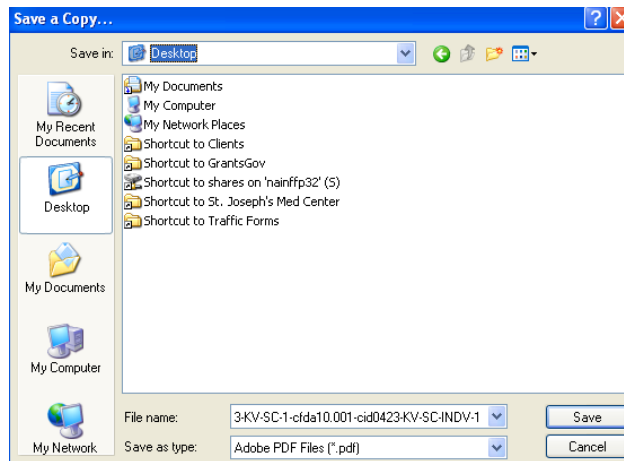 Save a Copy...
Save in:
Desktop
My Recent
Documents
Desktop
My Documents
My Computer
My Network
My Documents
My Computer
My Network Places
Shortcut to Clients
Shortcut to GrantsGov
Shortcut to shares on 'nainffp32' (S)
Shortcut to St. Joseph's Med Center
Shortcut to Traffic Forms
File name:
3-KV-SC-1-cfda10.001-cid0423-KV-SC-INDV-1
Save
Save as type:
Adobe PDF Files (*.pdf)
Cancel